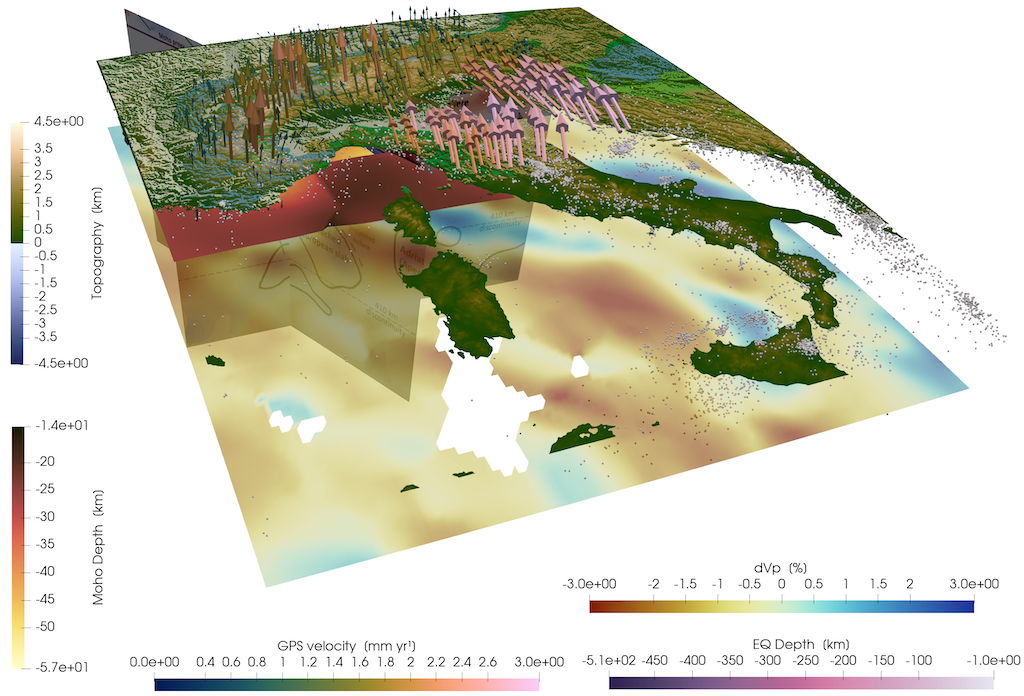 4.5e+00
3.5
2.5
2
1.5
1
0.5
0
-0.5
-1
-1.5
-2
-2.5
-3.5
-4.5e+00
Topography (km)
-1.4e+01
-20
-25
-30
-35
-40
-45
-50
-5.7e+01
Moho Depth [km]
410 km
discontinuity
Adriatic
dVp [%]
-3.0e+00 -2 -1.5 -1 -0.5 0 0.5 1 1.5 2 3.0e+00
GPS velocity [mm yr¹]
0.0e+00 0.4 0.6 0.8 1 1.2 1.4 1.6 1.8 2 2.2 2.4 2.6 3.0e+00
EQ Depth [km]
-5.1e+02 -450 -400 -350 -300 -250 -200 -150 -100 -1.0e+00